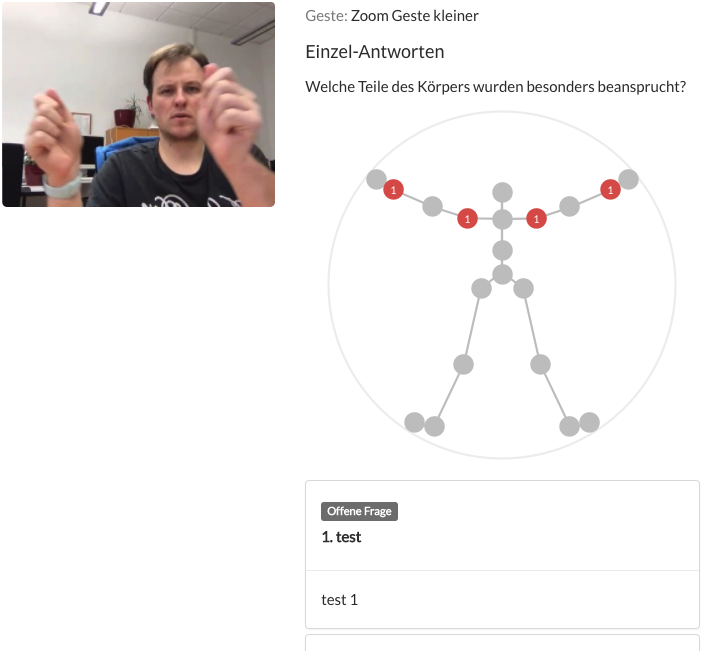 Geste: Zoom Geste kleiner
Einzel-Antworten
Welche Teile des Körpers wurden besonders beansprucht?
1
1
1
1
Offene Frage
1. test
test 1